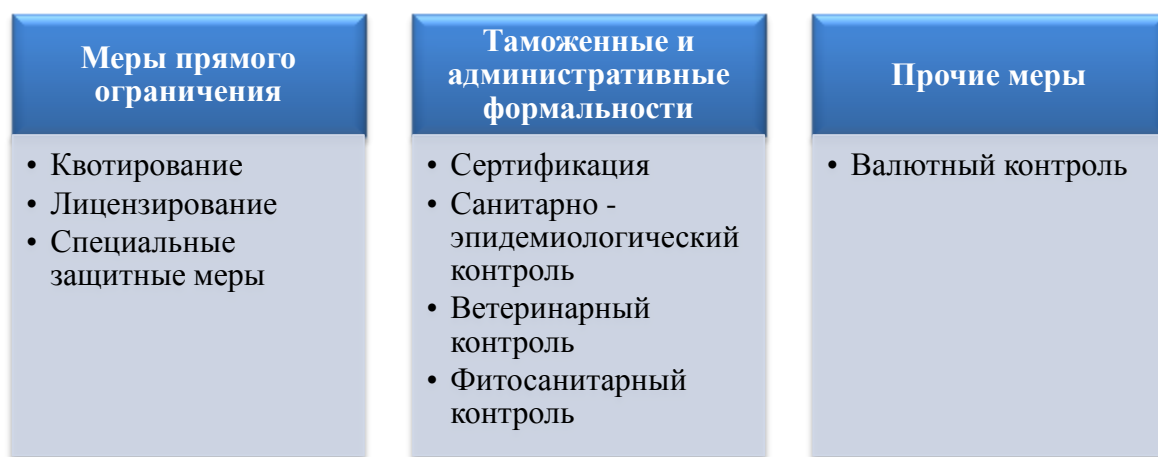 Меры прямого
ограничения
• Квотирование
• Лицензирование
• Специальные
защитные меры
Таможенные и
административные
формальности
• Сертификация
• Санитарно -
эпидемиологический
контроль
• Ветеринарный
контроль
• Фитосанитарный
контроль
Прочие меры
• Валютный контроль